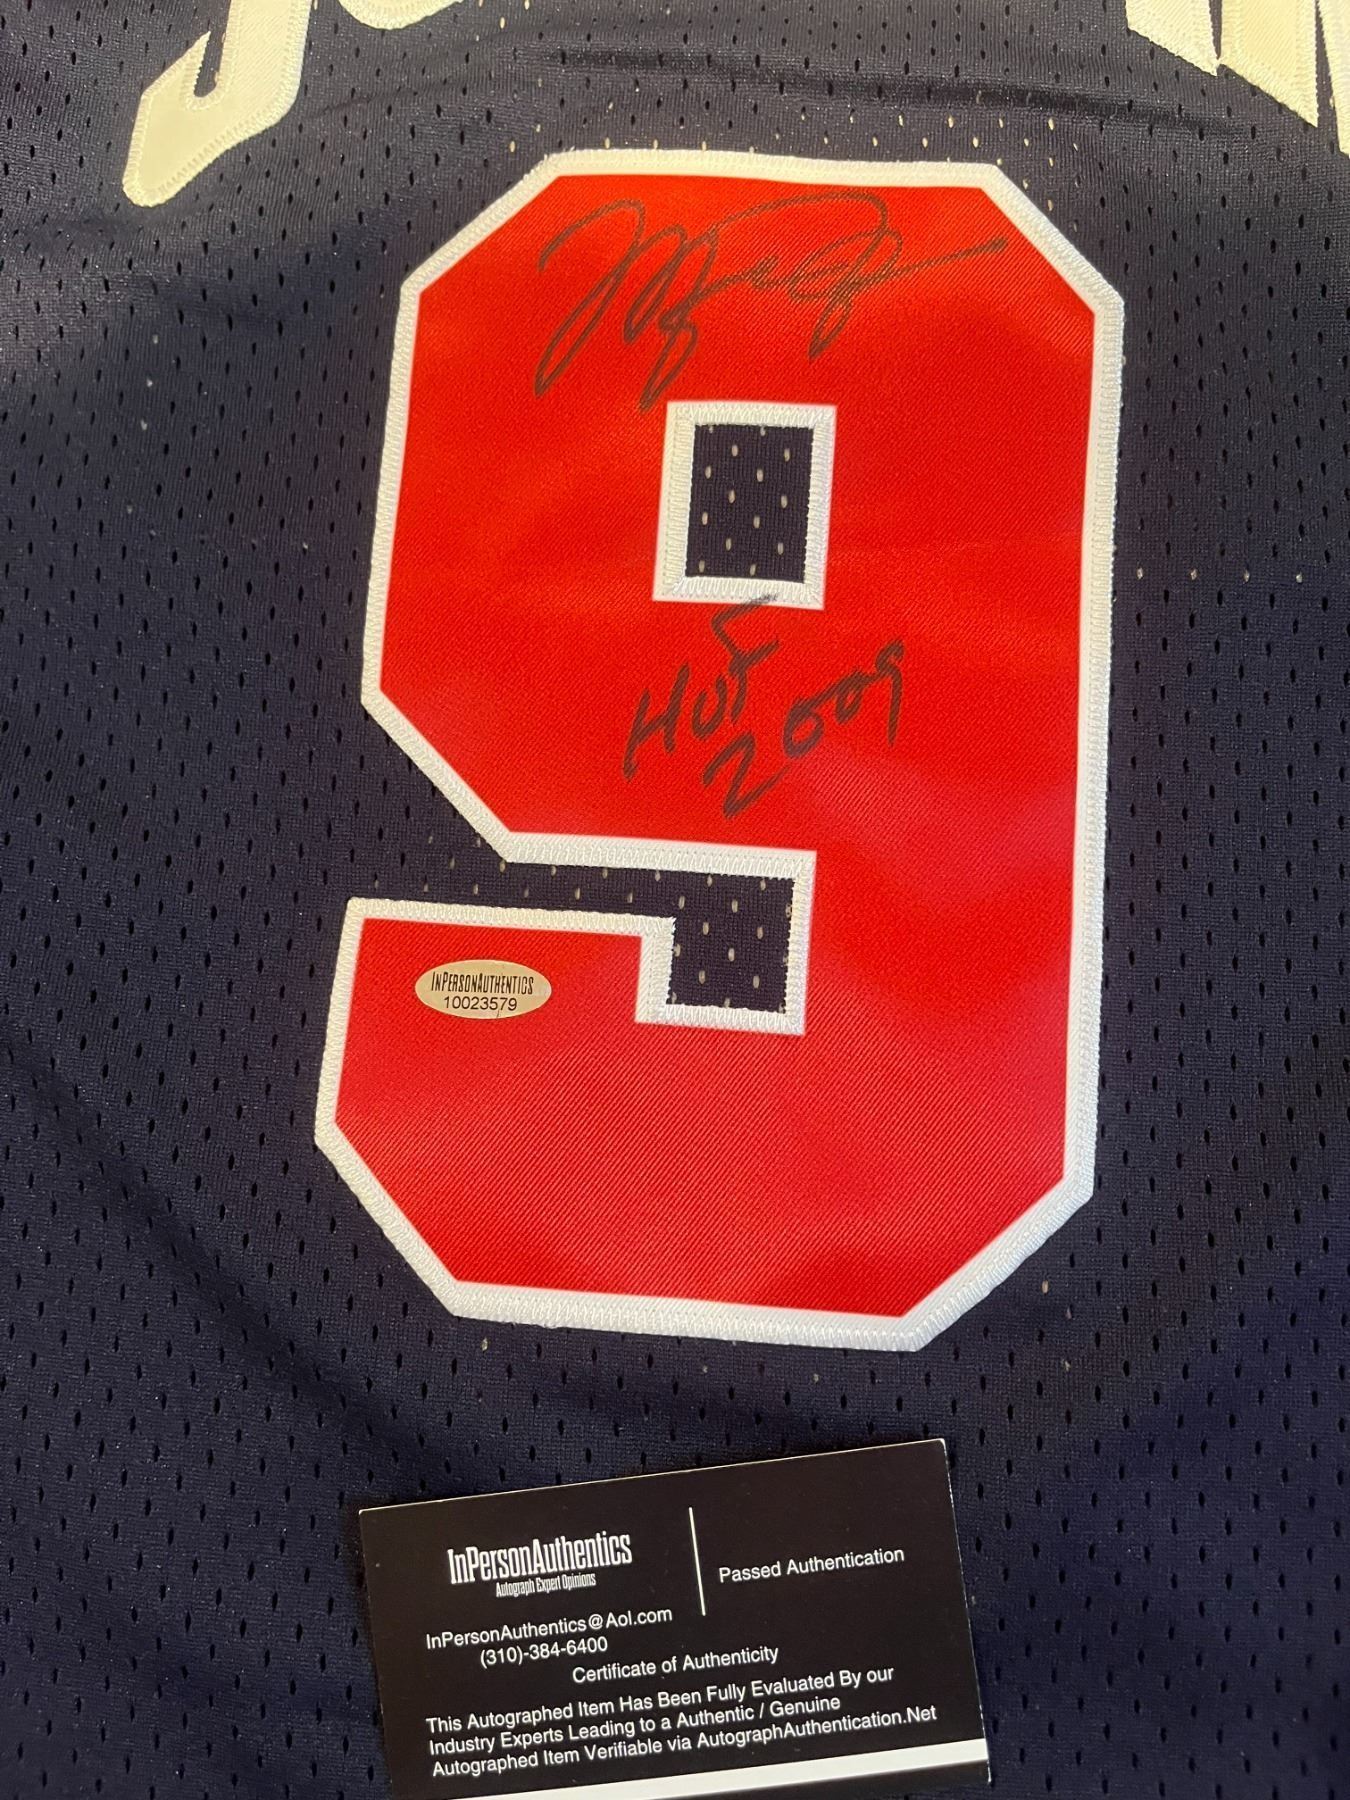 9
HOF
2009
INPERSONAUTHENTICS
10023579
InPersonAuthentics
Autograph Expert Opinions
Passed Authentication
InPersonAuthentics@Aol.com
(310)-384-6400
Certificate of Authenticity
This Autographed Item Has Been Fully Evaluated By our
Industry Experts Leading to a Authentic / Genuine
Autographed Item Verifiable via AutographAuthentication.Net